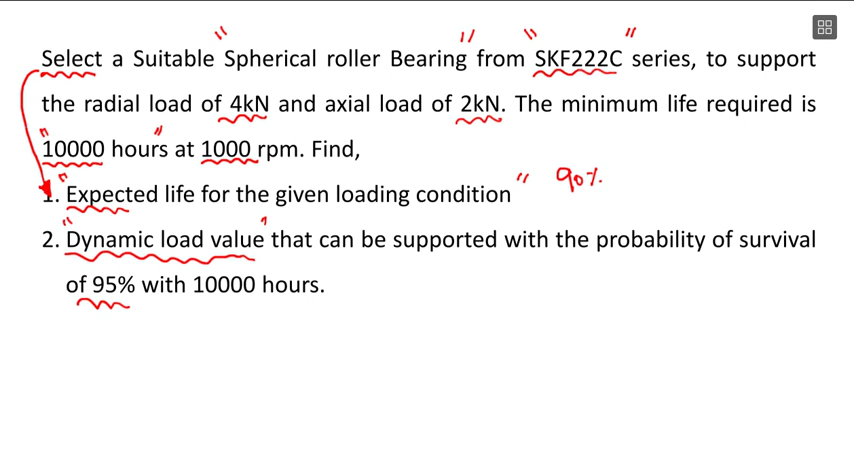 Select a Suitable Spherical roller Bearing from SKF222C series, to support
the radial load of 4kN and axial load of 2kN. The minimum life required is
10000 hours at 1000 rpm. Find,
1. Expected life for the given loading condition 90%
2. Dynamic load value that can be supported with the probability of survival
of 95% with 10000 hours.